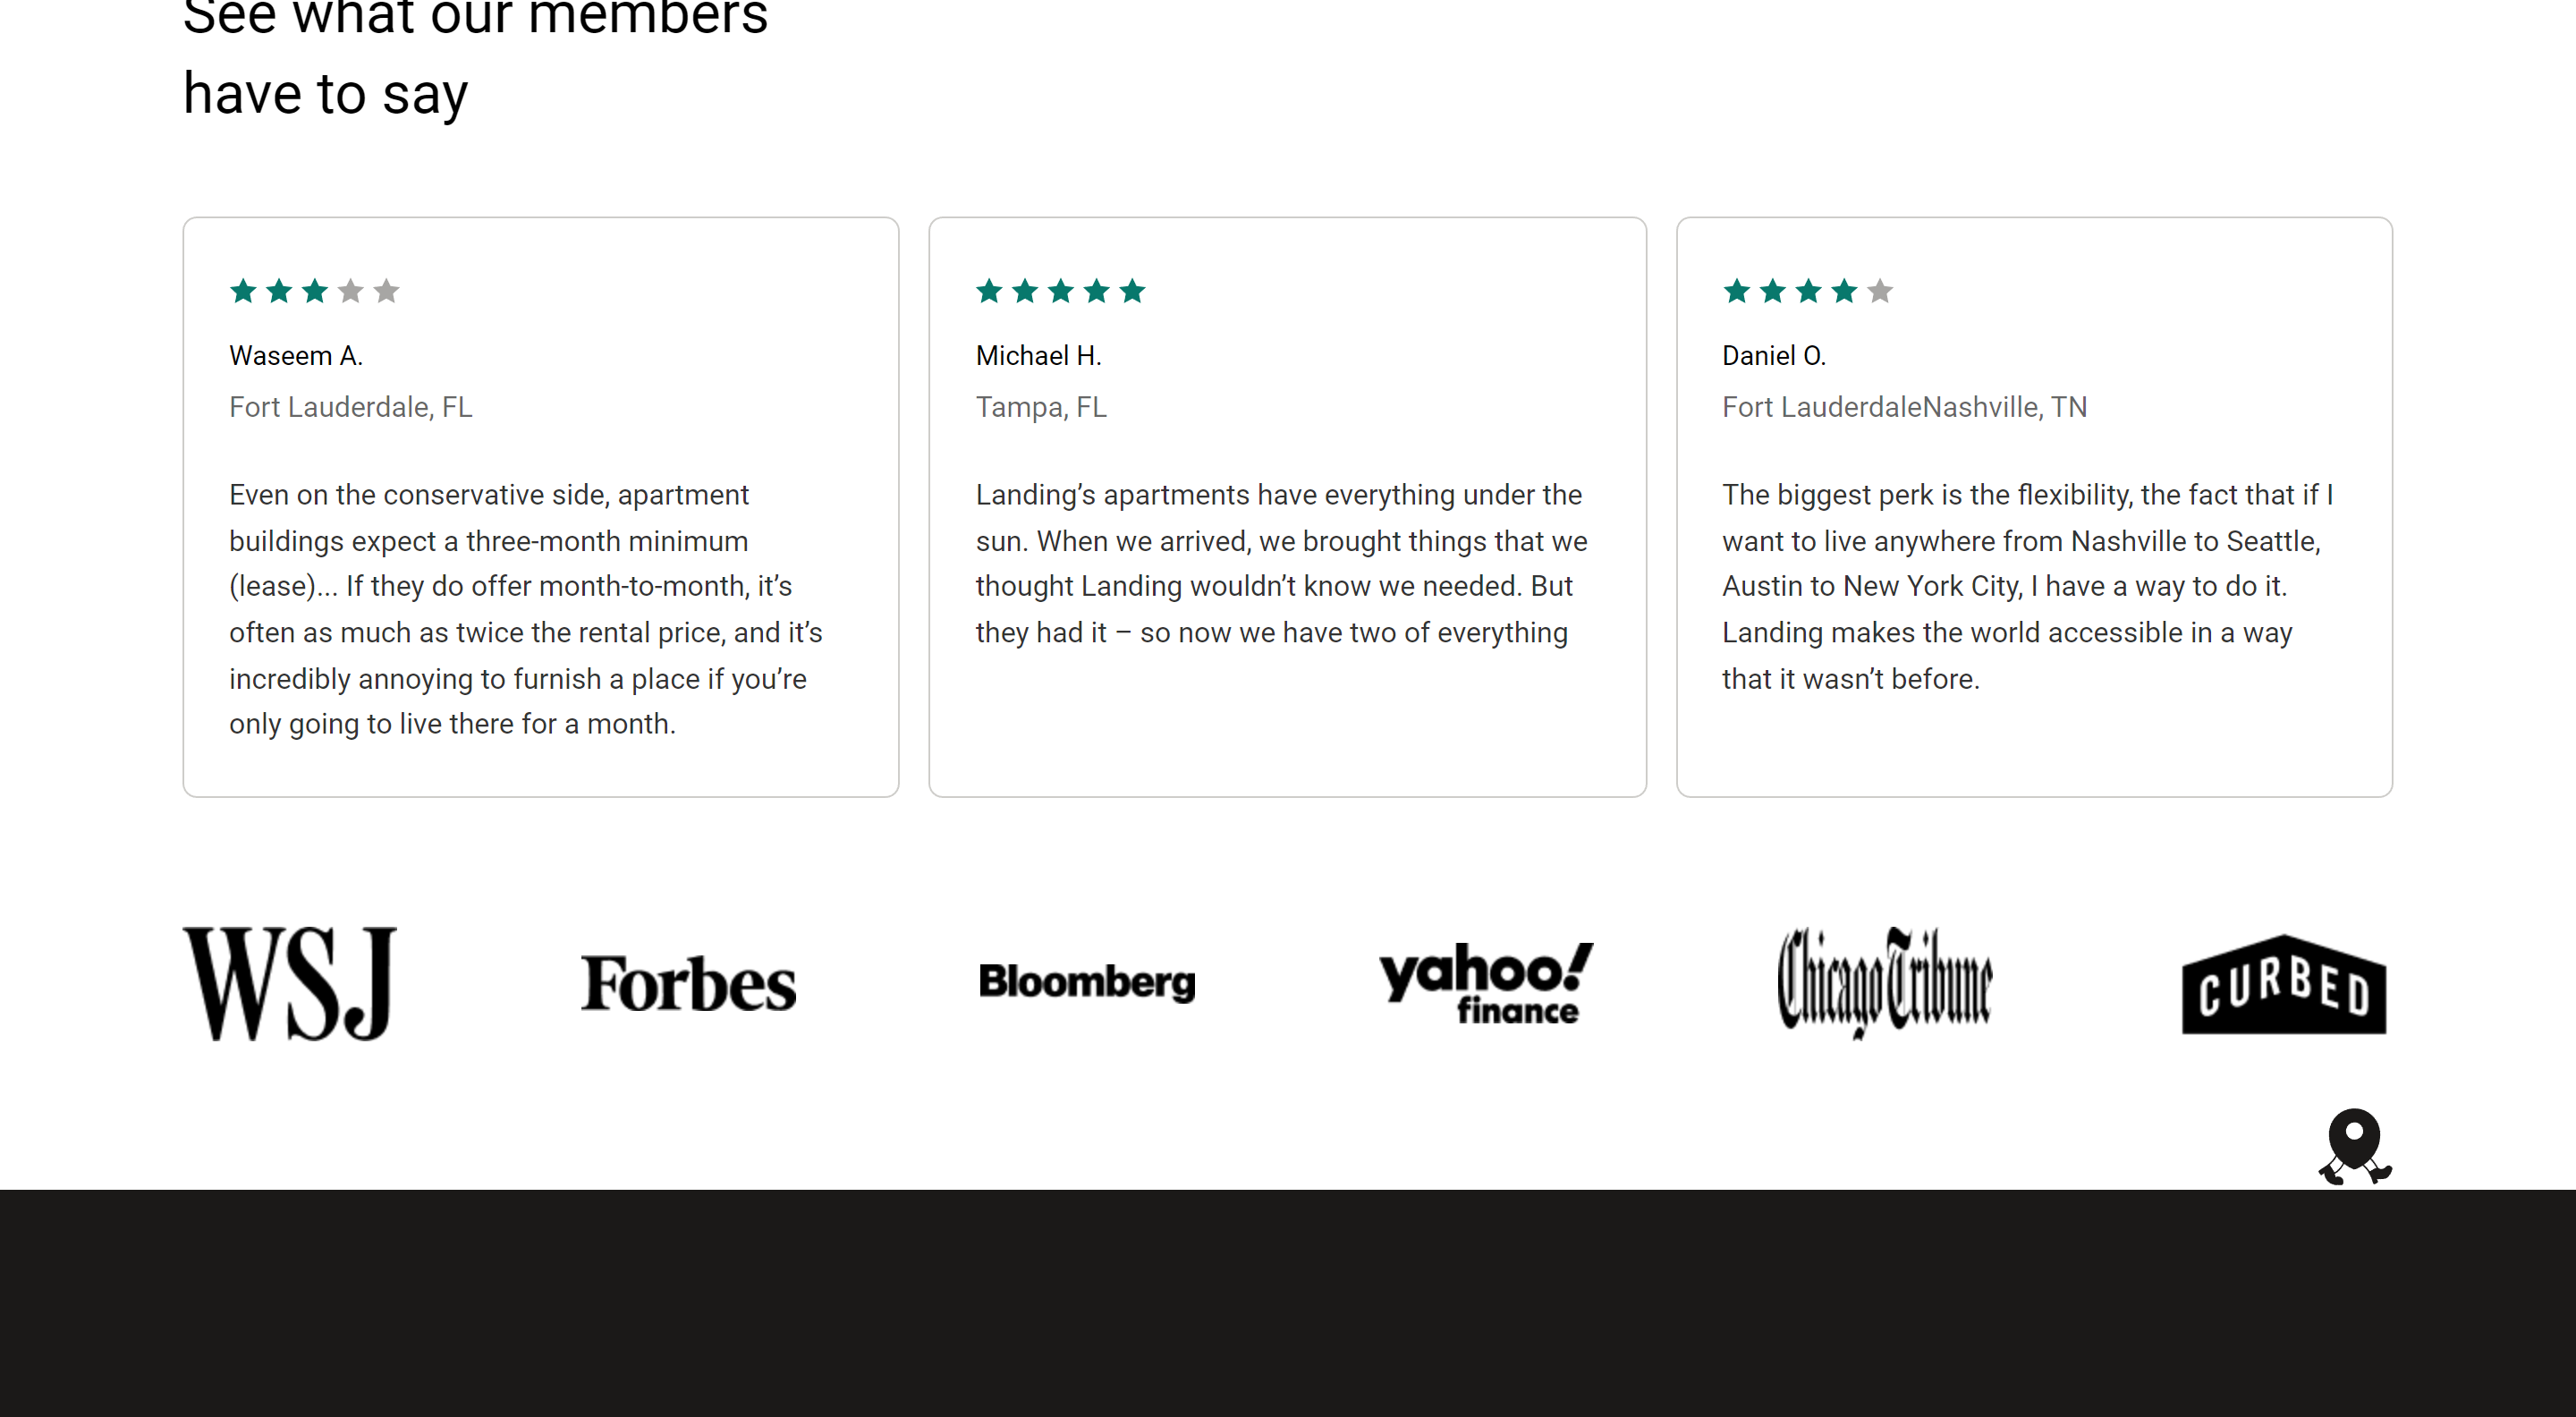 See what our members
have to say
Waseem A.
Fort Lauderdale, FL
Even on the conservative side, apartment
buildings expect a three-month minimum
(lease)... If they do offer month-to-month, it’s
often as much as twice the rental price, and it’s
incredibly annoying to furnish a place if you’re
only going to live there for a month.
Michael H.
Tampa, FL
Landing’s apartments have everything under the
sun. When we arrived, we brought things that we
thought Landing wouldn’t know we needed. But
they had it – so now we have two of everything
Daniel O.
Fort LauderdaleNashville, TN
The biggest perk is the flexibility, the fact that if I
want to live anywhere from Nashville to Seattle,
Austin to New York City, I have a way to do it.
Landing makes the world accessible in a way
that it wasn’t before.
WSJ
Forbes
Bloomberg
yahoo!
finance
Chicago Tribune
CURBED